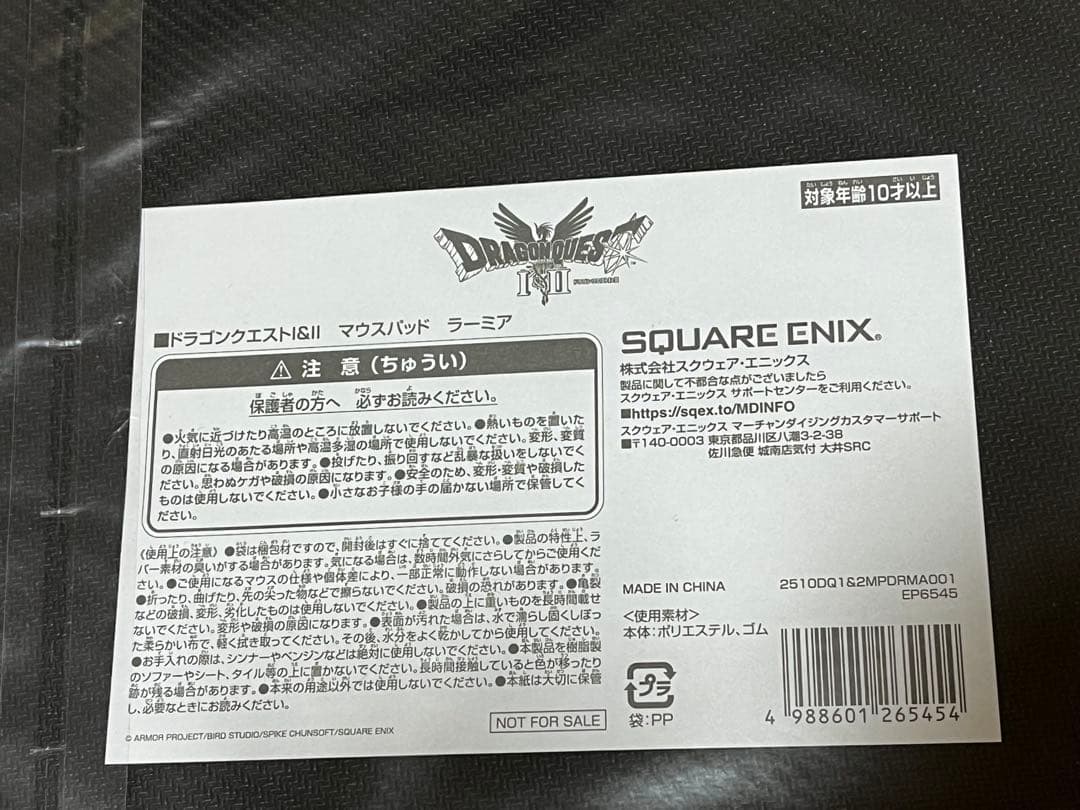 対象年齢10才以上
たいしょうねんれい さいいじょう
DRAGON QUEST
I&II
■ドラゴンクエストI&II　マウスパッド　ラーミア
⚠ 注　意（ちゅうい）
ほごしゃ かた かなら よ
保護者の方へ　必ずお読みください。
●火気に近づけたり高温のところに放置しないでください。●熱いものを置いた
り、直射日光のあたる場所や高温多湿の場所で使用しないでください。変形、変質
の原因になる場合があります。●投げたり、振り回すなど乱暴な扱いをしないでく
ださい。思わぬケガや破損の原因になります。●安全のため、変形・変質や破損した
ものは使用しないでください。●小さなお子様の手の届かない場所で保管してく
ださい。
《使用上の注意》●袋は梱包材ですので、開封後はすぐに捨ててください。●製品の特性上、ラ
バー素材の臭いがする場合があります。気になる場合は、数時間外気にさらしてからご使用くだ
さい。●ご使用になるマウスの仕様や個体差により、一部正常に動作しない場合があります。
●折ったり、曲げたり、先の尖った物などで擦らないでください。破損の恐れがあります。●亀裂
などの破損、変形、劣化したものは使用しないでください。●製品の上に重いものを長時間載せ
ないでください。変形や破損の原因になります。●表面が汚れた場合は、水で濡らし固くしぼっ
た柔らかい布で、軽く拭き取ってください。その後、水分をよく乾かしてから使用してください。
●お手入れの際は、シンナーやベンジンなどは絶対に使用しないでください。●本製品を樹脂製
のソファーやシート、タイル等の上に置かないでください。長時間接触していると色が移ったり
跡が残る場合があります。●本来の用途以外では使用しないでください。●本紙は大切に保管
し、必要なときにお読みください。
NOT FOR SALE
© ARMOR PROJECT/BIRD STUDIO/SPIKE CHUNSOFT/SQUARE ENIX
SQUARE ENIX®
株式会社スクウェア・エニックス
製品に関して不都合な点がございましたら
スクウェア・エニックス サポートセンターをご利用ください。
■https://sqex.to/MDINFO
スクウェア・エニックス マーチャンダイジングカスタマーサポート
■〒140-0003 東京都品川区八潮3-2-38
佐川急便 城南店気付 大井SRC
MADE IN CHINA
2510DQ1&2MPDRMA001
EP6545
<使用素材>
本体：ポリエステル、ゴム
プラ
袋：PP
4 988601 265454